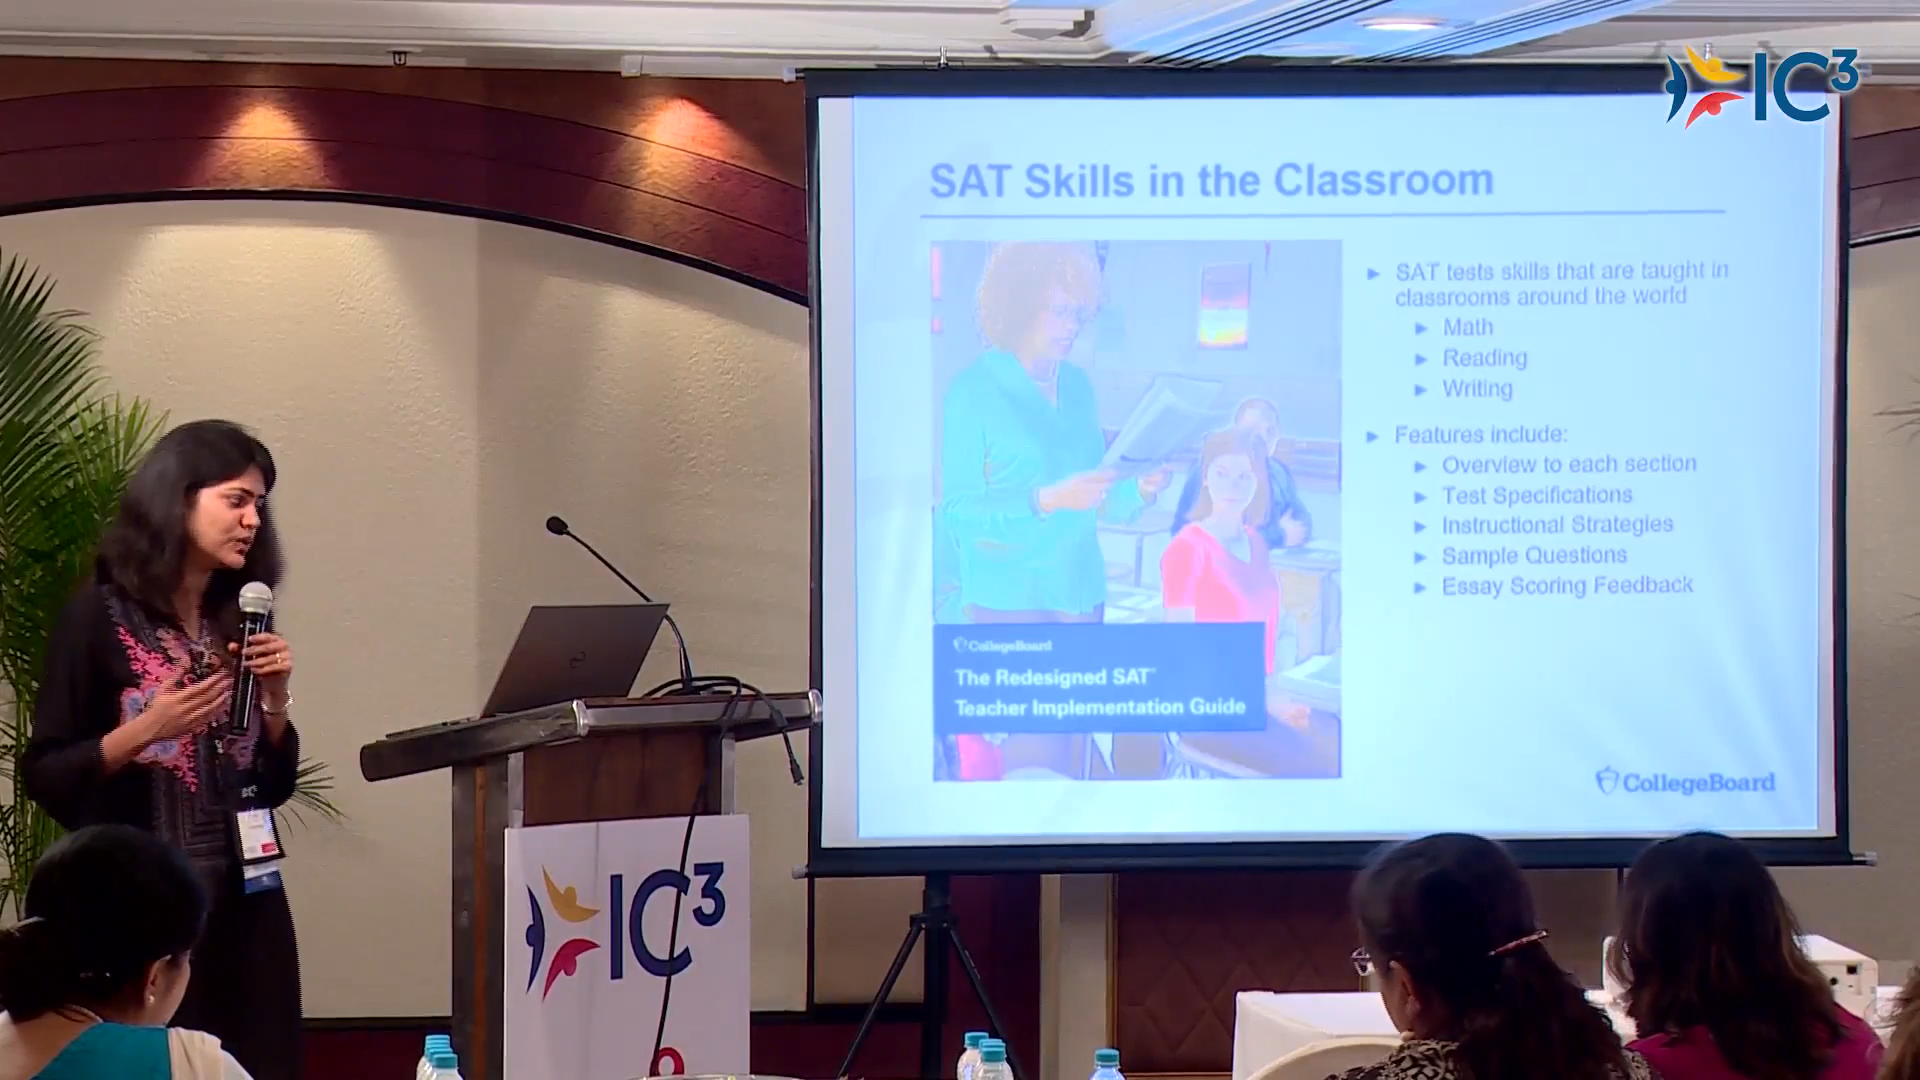 IC³
SAT Skills in the Classroom
SAT tests skills that are taught in
classrooms around the world
Math
Reading
Writing
Features include:
Overview to each section
Test Specifications
Instructional Strategies
Sample Questions
Essay Scoring Feedback
CollegeBoard
The Redesigned SAT™
Teacher Implementation Guide
CollegeBoard
IC³